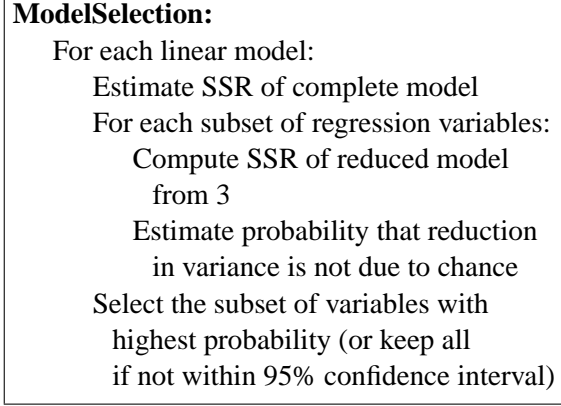 ModelSelection:
For each linear model:
Estimate SSR of complete model
For each subset of regression variables:
Compute SSR of reduced model
from 3
Estimate probability that reduction
in variance is not due to chance
Select the subset of variables with
highest probability (or keep all
if not within 95% confidence interval)